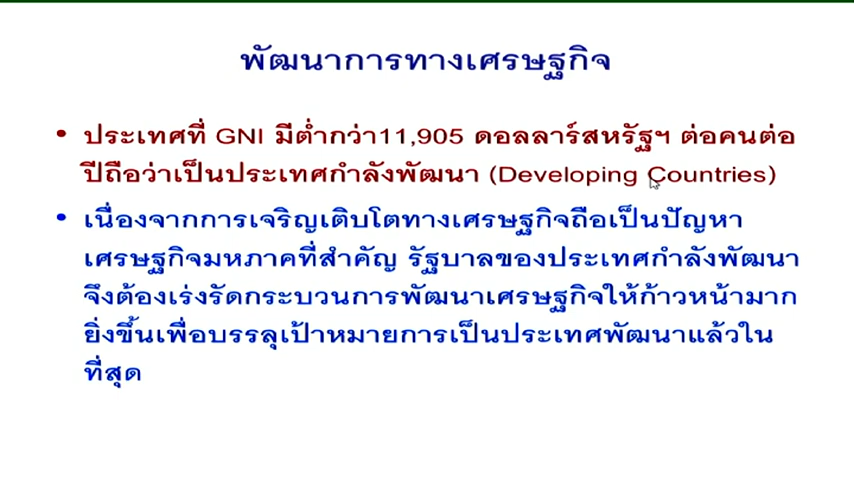 พัฒนาการทางเศรษฐกิจ
• ประเทศที่ GNI มีต่ำกว่า11,905 ดอลลาร์สหรัฐฯ ต่อคนต่อ
ปีถือว่าเป็นประเทศกำลังพัฒนา (Developing Countries)
• เนื่องจากการเจริญเติบโตทางเศรษฐกิจถือเป็นปัญหา
เศรษฐกิจมหภาคที่สำคัญ รัฐบาลของประเทศกำลังพัฒนา
จึงต้องเร่งรัดกระบวนการพัฒนาเศรษฐกิจให้ก้าวหน้ามาก
ยิ่งขึ้นเพื่อบรรลุเป้าหมายการเป็นประเทศพัฒนาแล้วใน
ที่สุด